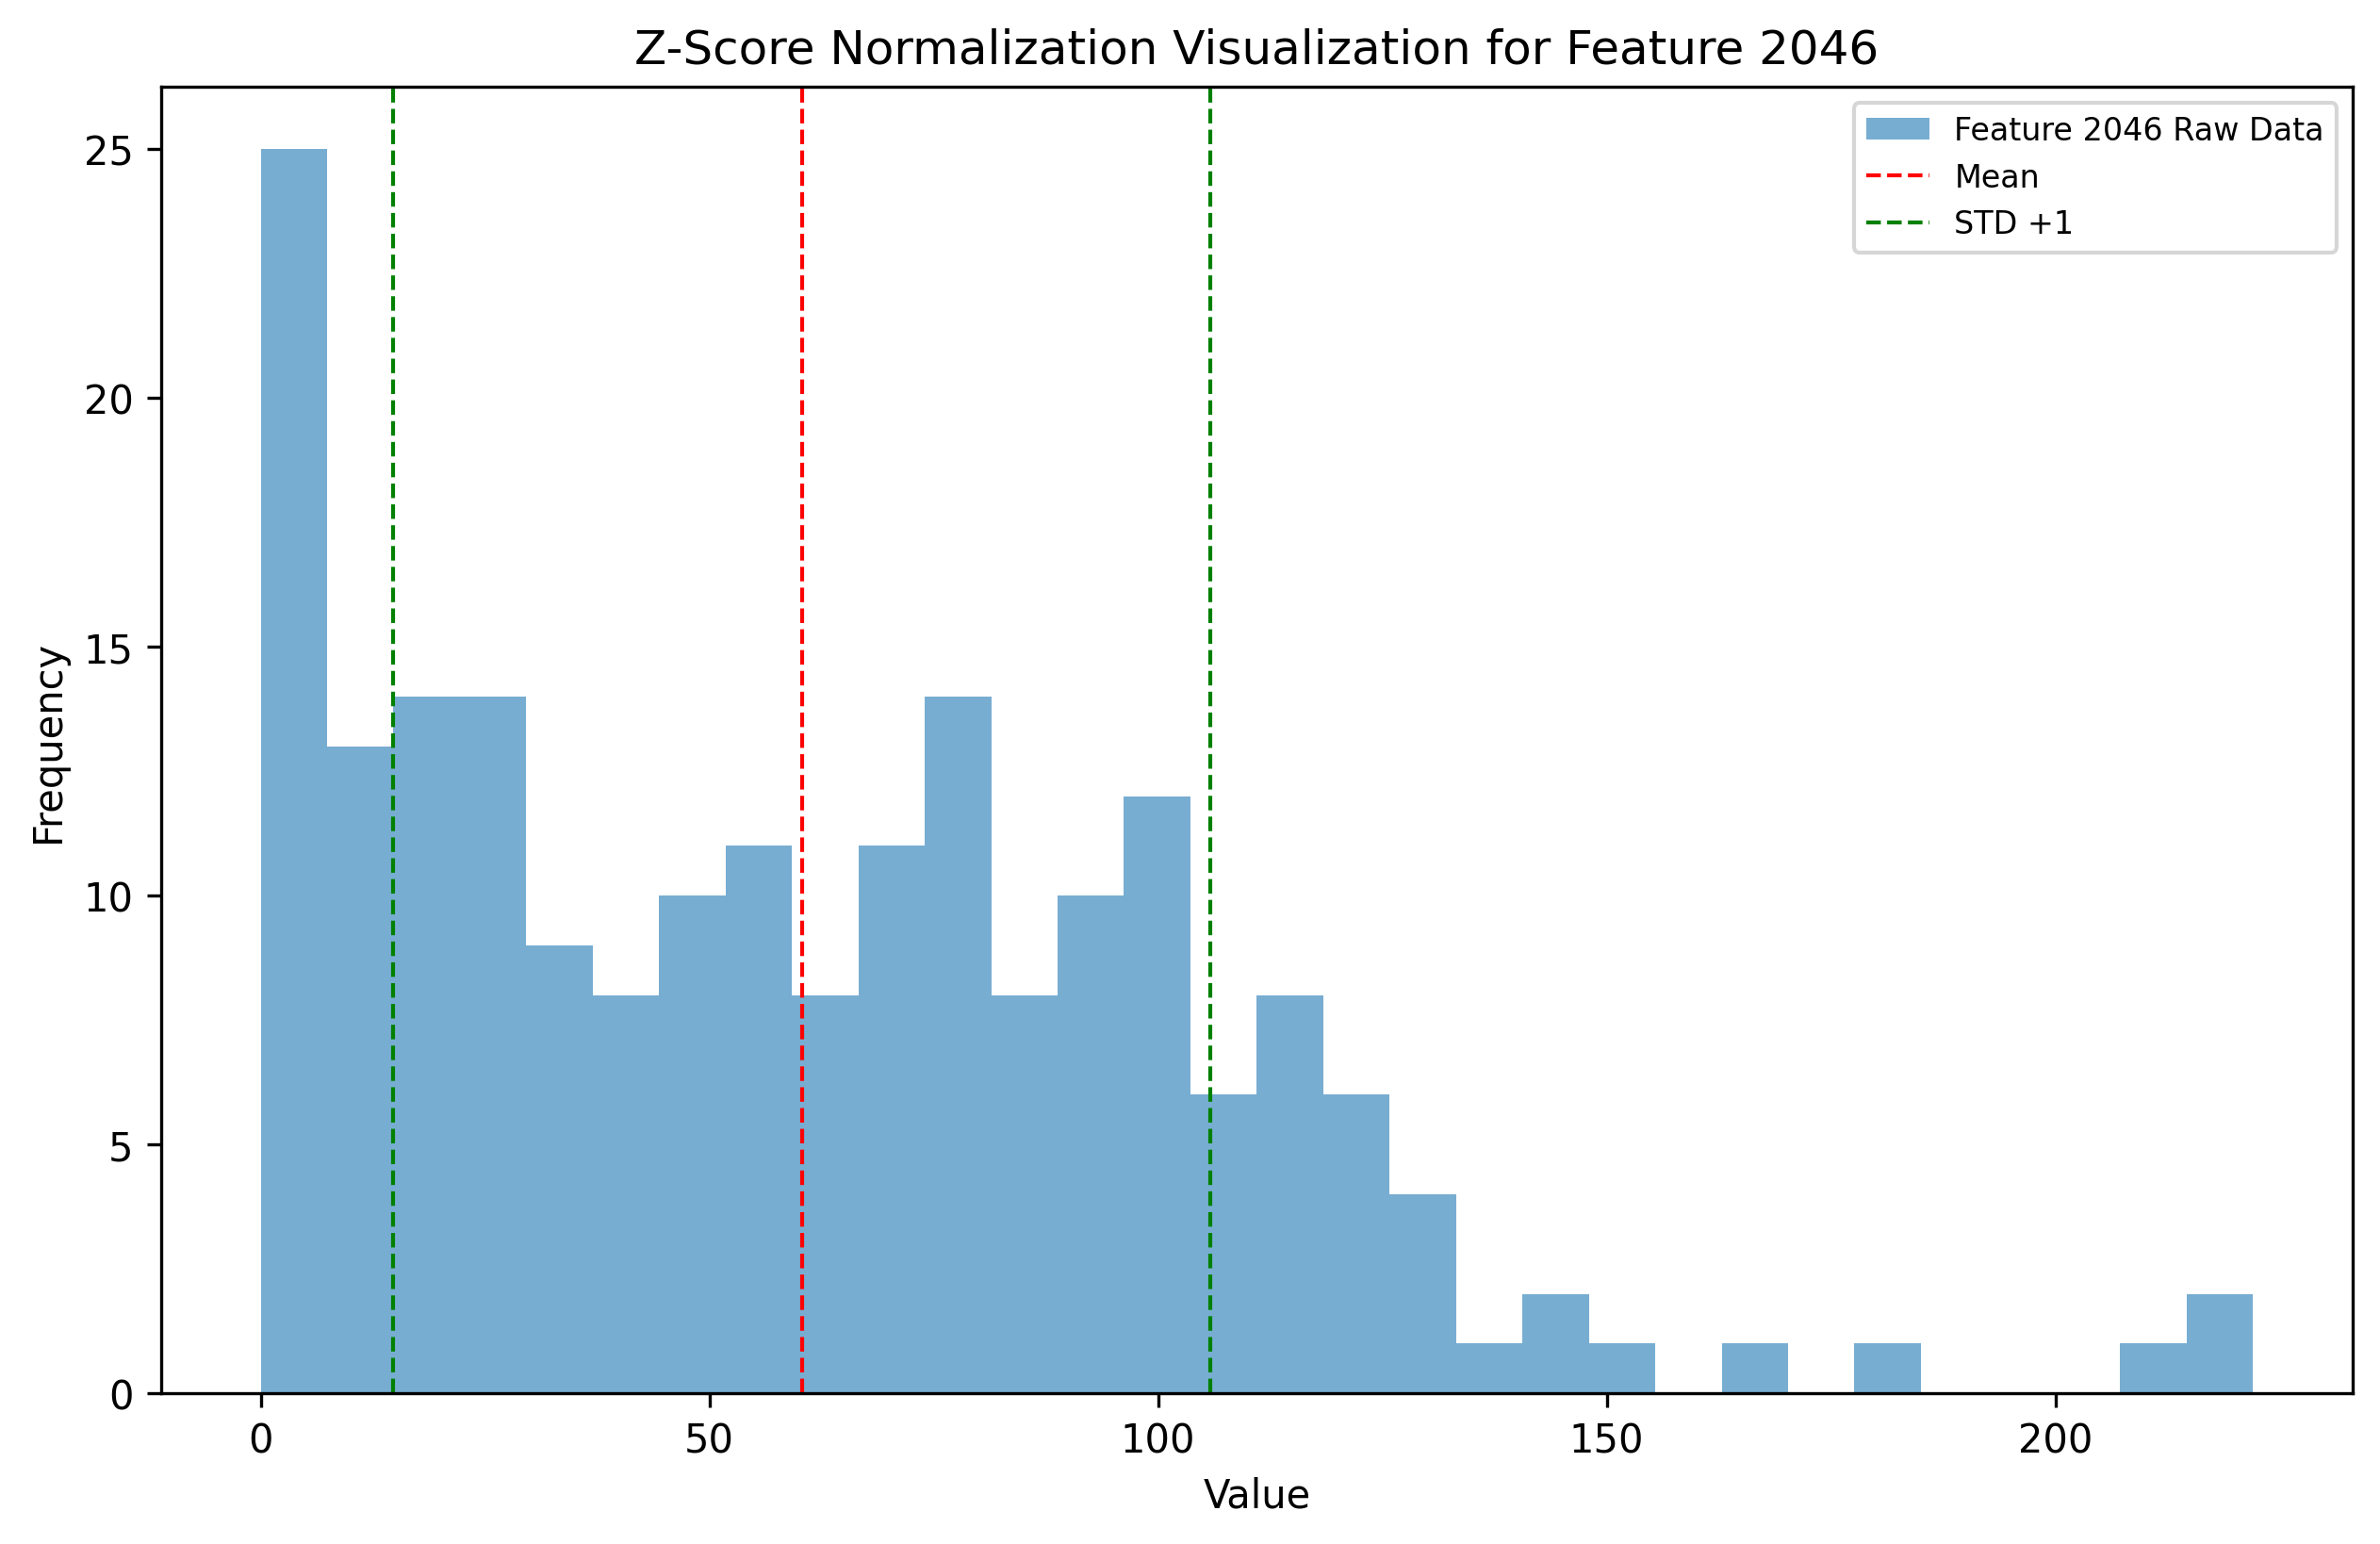 Z-Score Normalization Visualization for Feature 2046
Feature 2046 Raw Data
Mean
STD +1
Frequency
25
20
15
10
5
0
0 50 100 150 200
Value